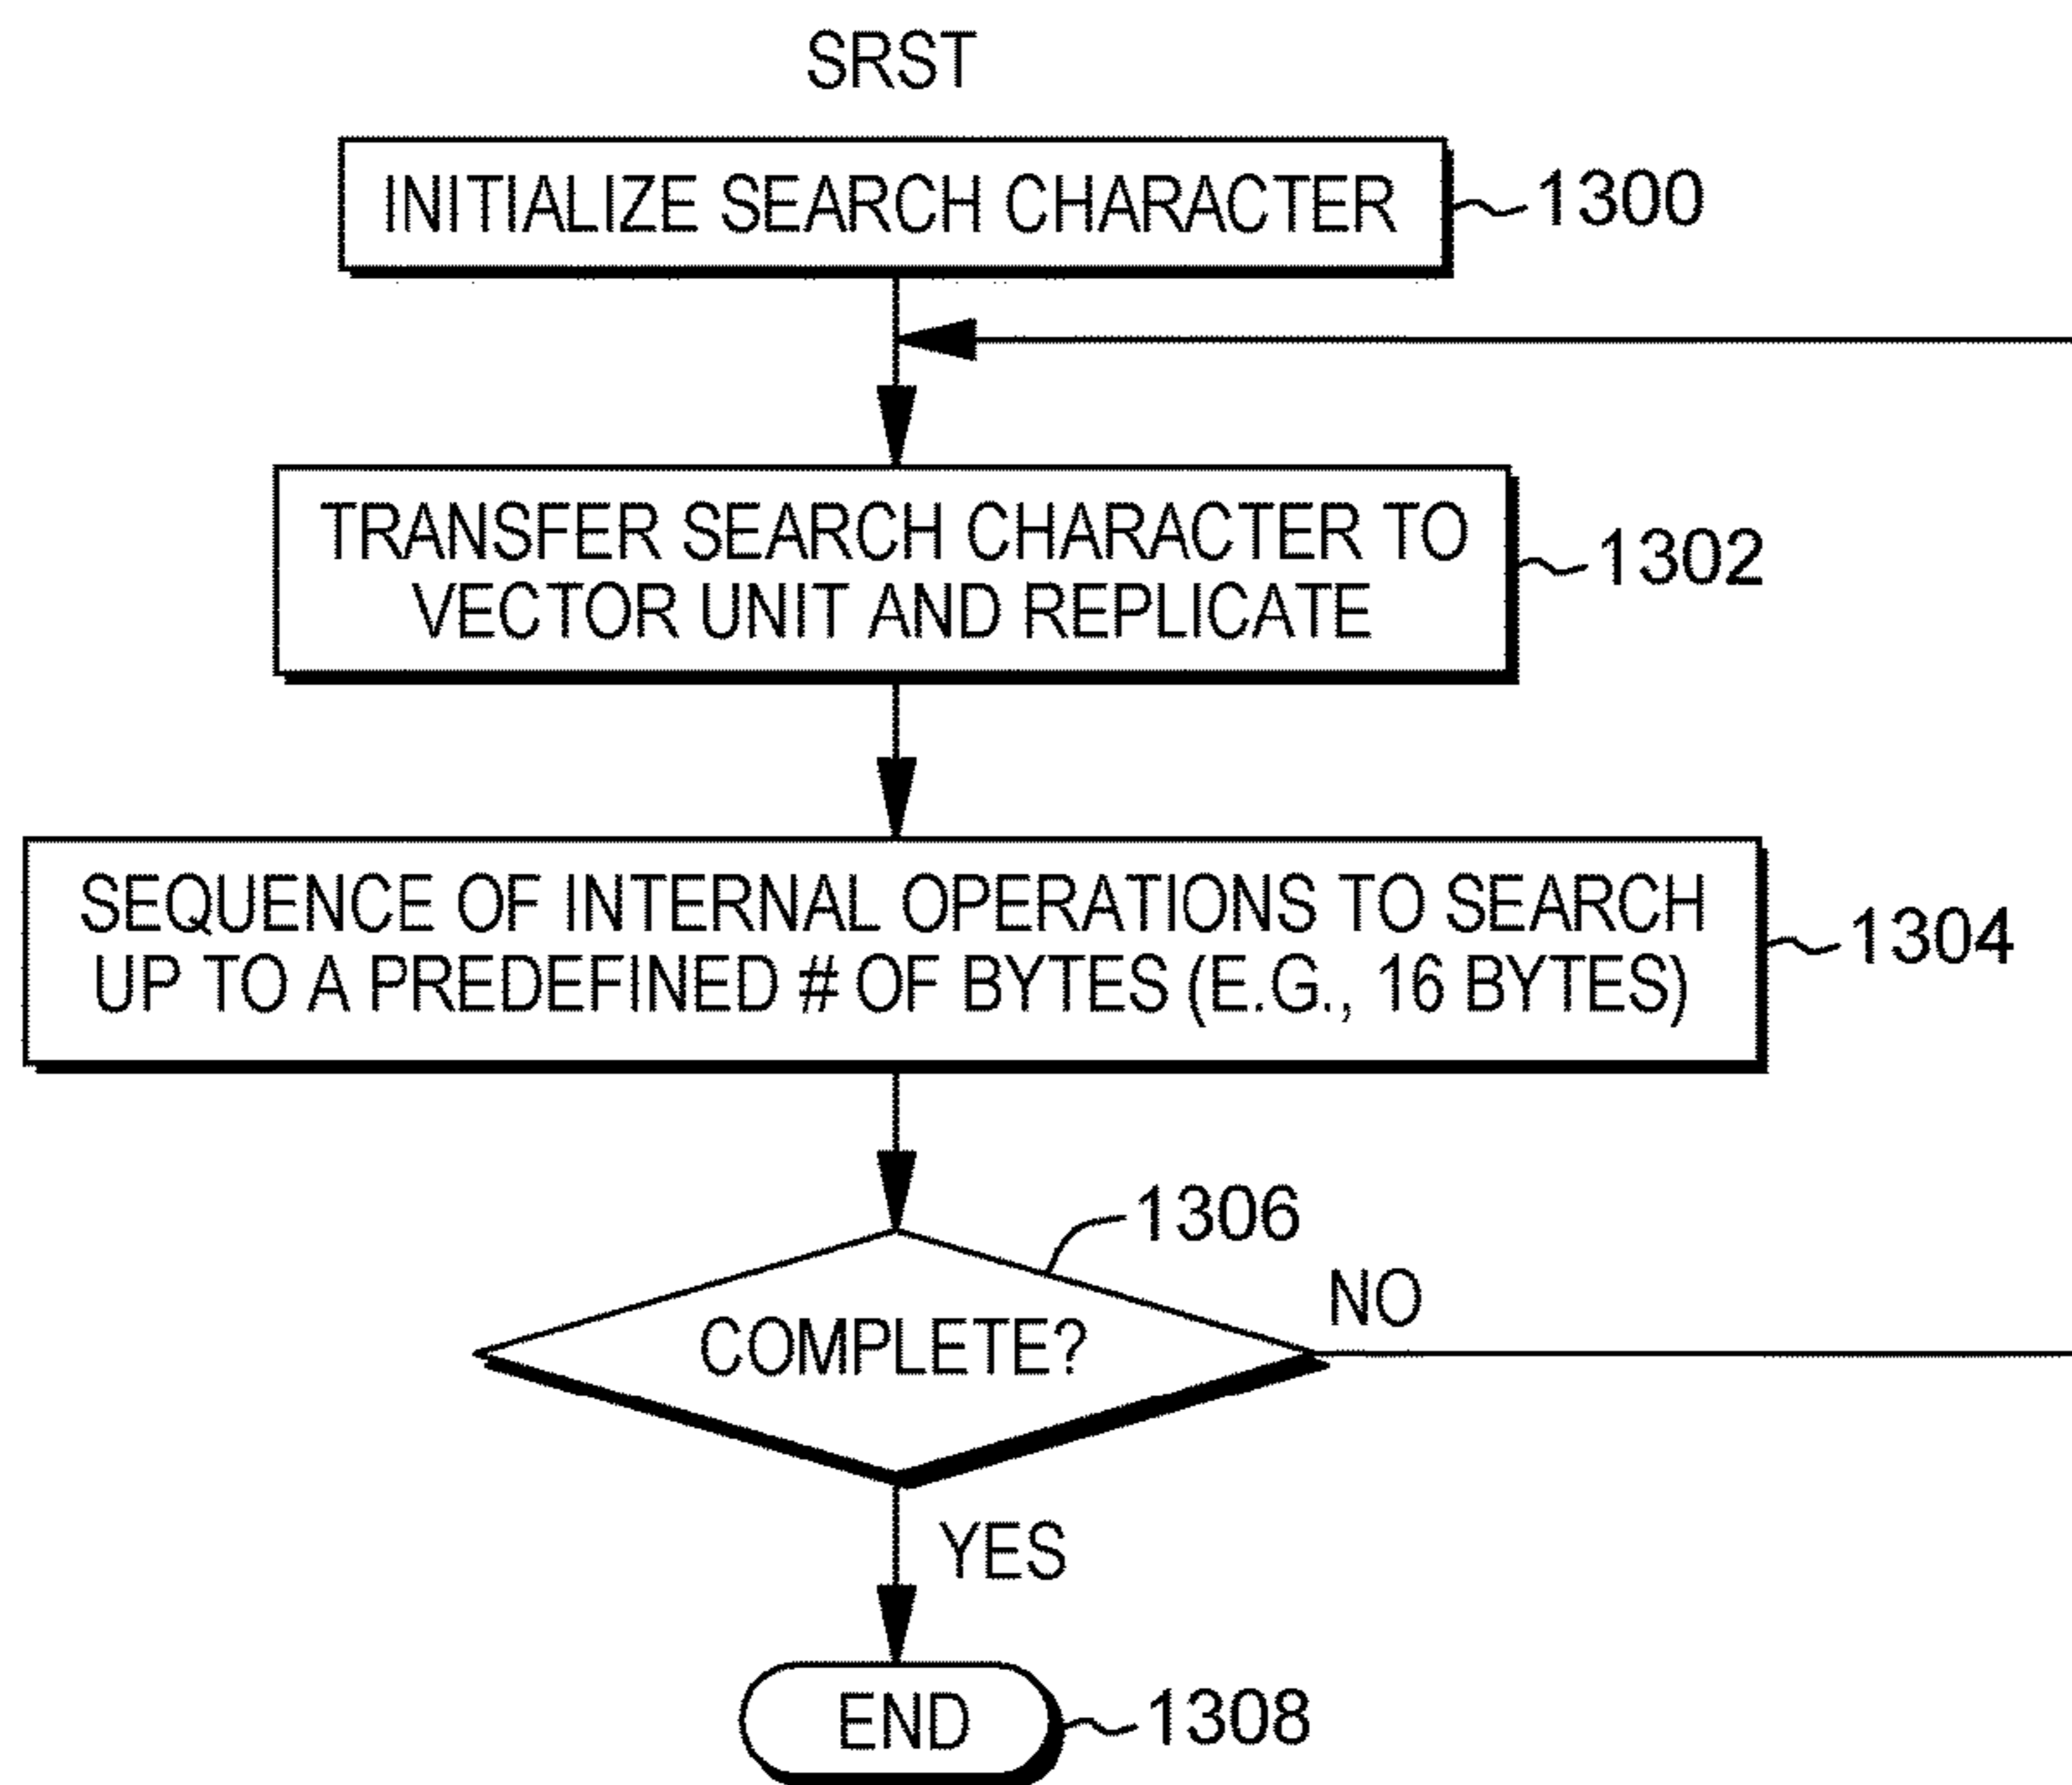 SRST
INITIALIZE SEARCH CHARACTER
1300
TRANSFER SEARCH CHARACTER TO
VECTOR UNIT AND REPLICATE
1302
SEQUENCE OF INTERNAL OPERATIONS TO SEARCH
UP TO A PREDEFINED # OF BYTES (E.G., 16 BYTES)
1304
1306
COMPLETE?
NO
YES
END
1308